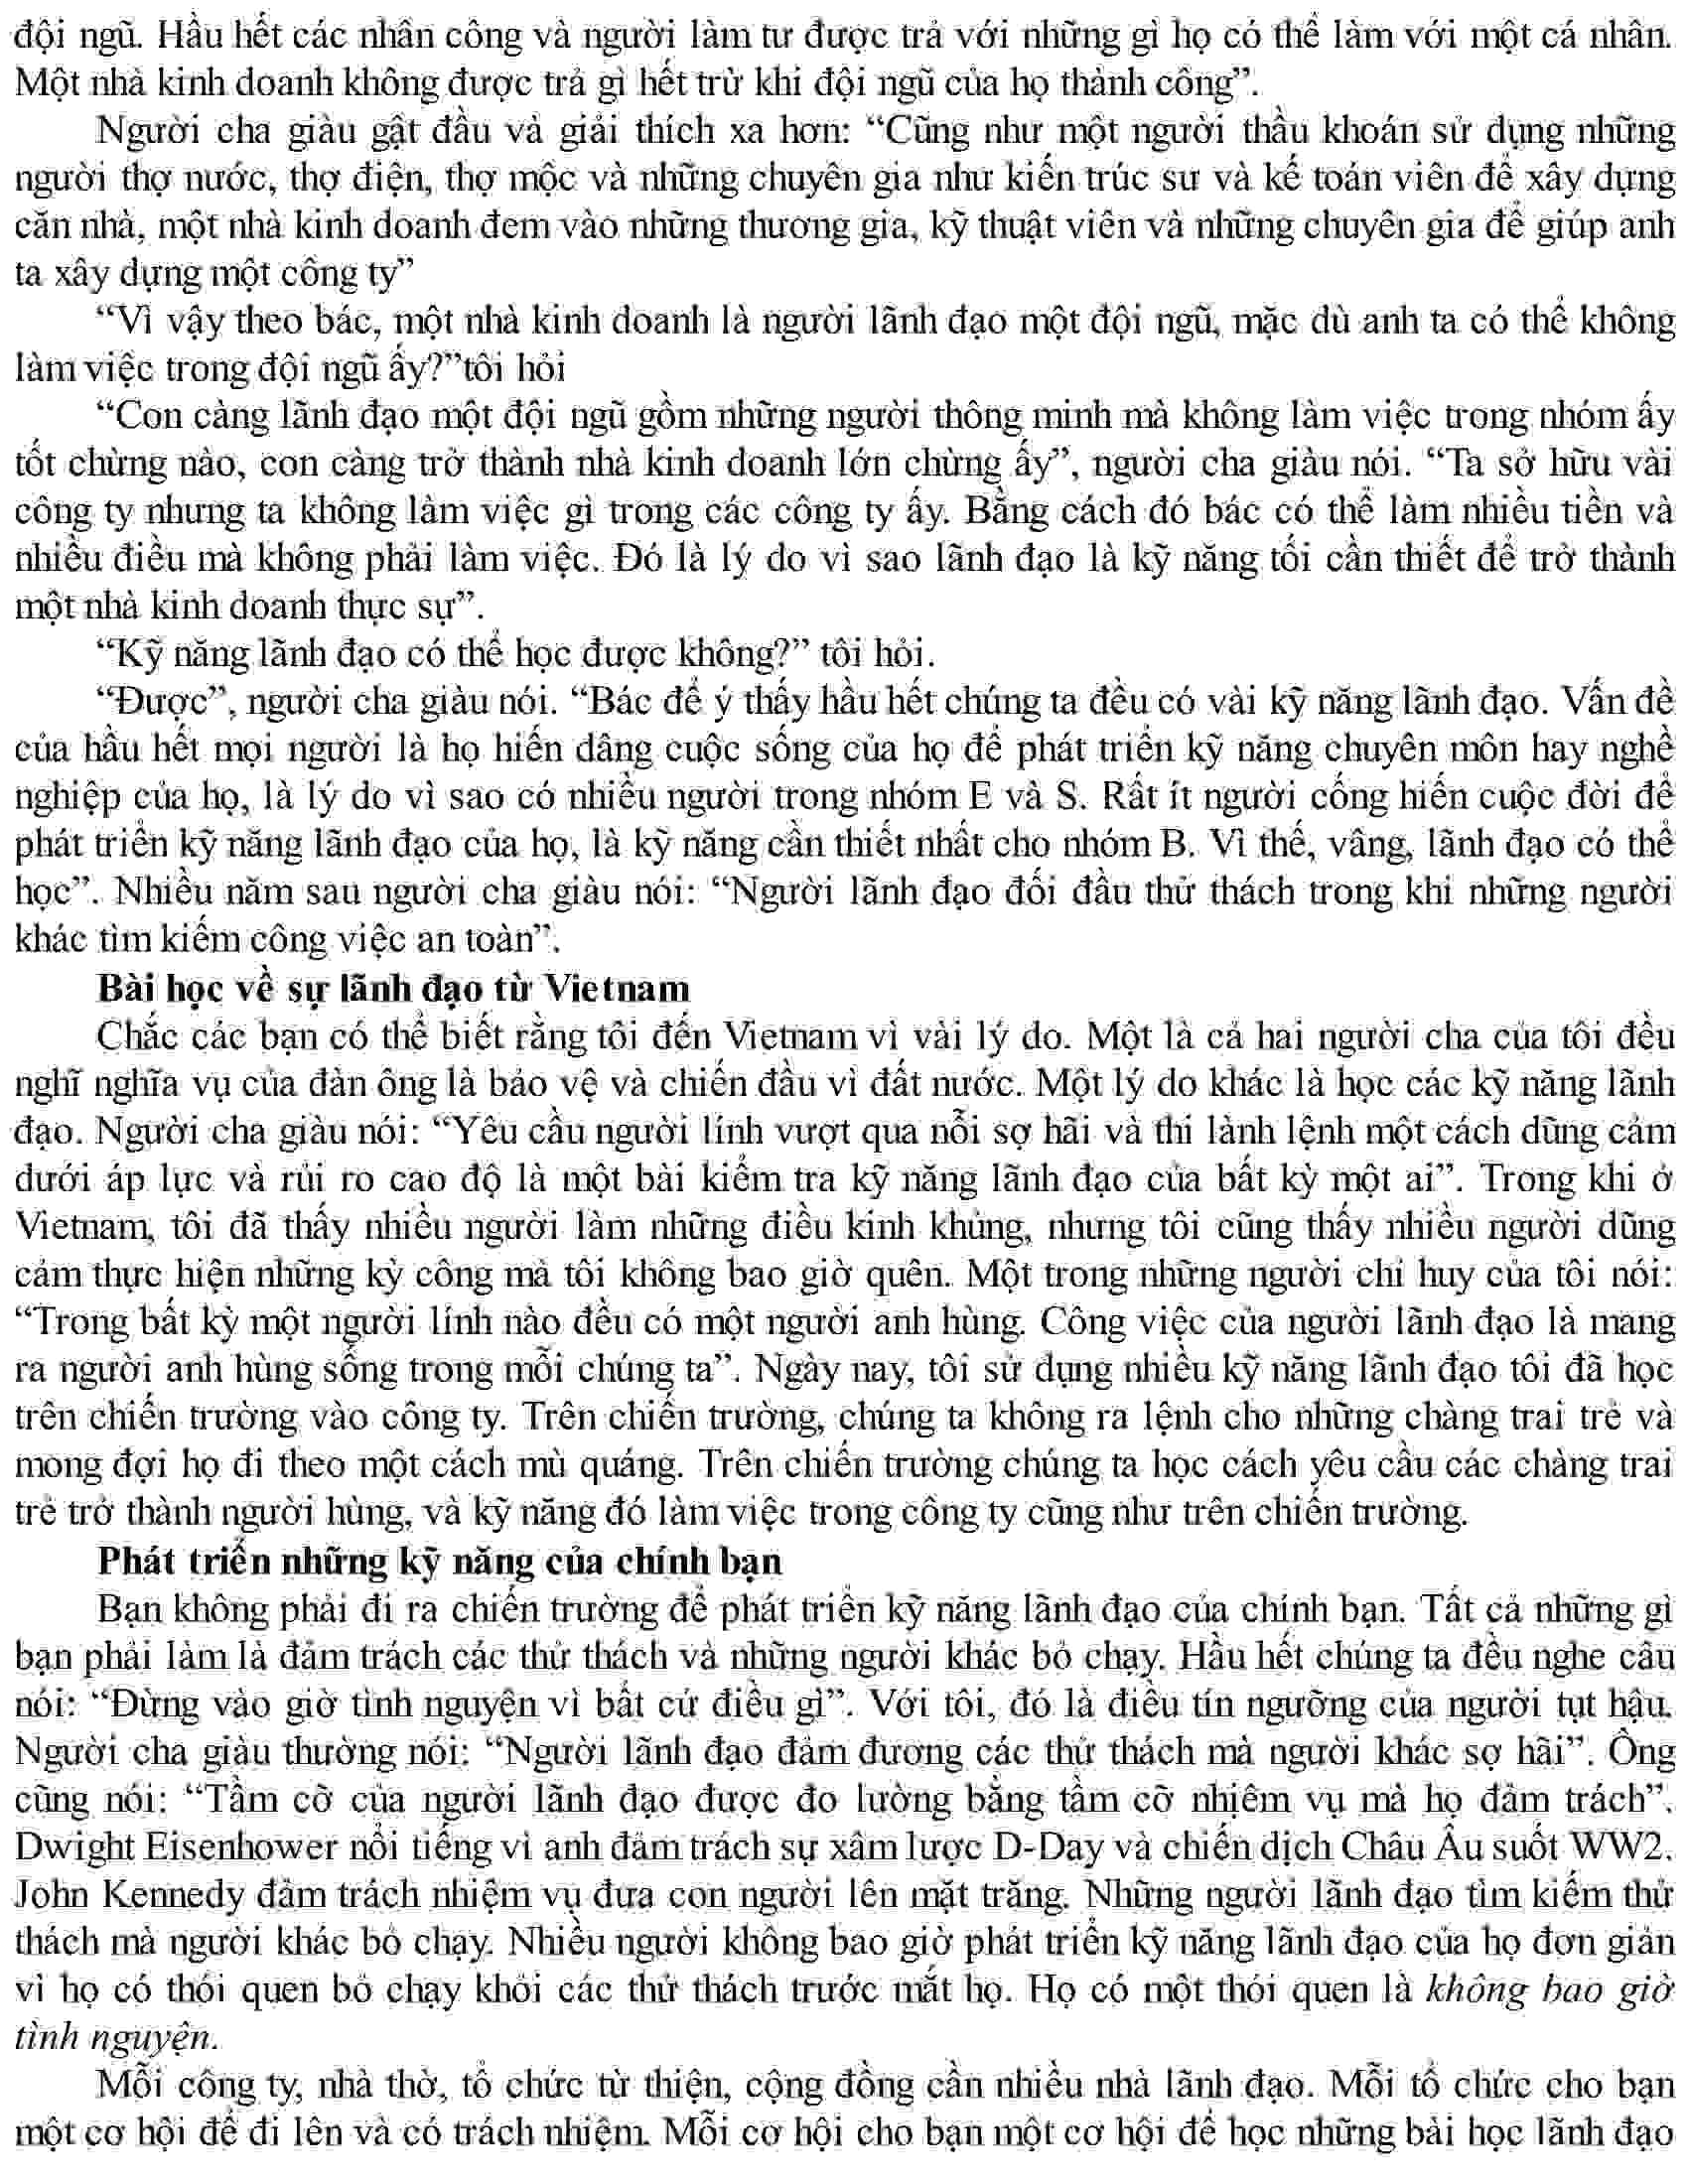 đội ngũ. Hầu hết các nhân công và người làm tư được trả với những gì họ có thể làm với một cá nhân.
Một nhà kinh doanh không được trả gì hết trừ khi đội ngũ của họ thành công”.
Người cha giàu gật đầu và giải thích xa hơn: “Cũng như một người thầu khoán sử dụng những
người thợ nước, thợ điện, thợ mộc và những chuyên gia như kiến trúc sư và kế toán viên để xây dựng
căn nhà, một nhà kinh doanh đem vào những thương gia, kỹ thuật viên và những chuyên gia để giúp anh
ta xây dựng một công ty”
“Vì vậy theo bác, một nhà kinh doanh là người lãnh đạo một đội ngũ, mặc dù anh ta có thể không
làm việc trong đội ngũ ấy?”tôi hỏi
“Con càng lãnh đạo một đội ngũ gồm những người thông minh mà không làm việc trong nhóm ấy
tốt chừng nào, con càng trở thành nhà kinh doanh lớn chừng ấy”, người cha giàu nói. “Ta sở hữu vài
công ty nhưng ta không làm việc gì trong các công ty ấy. Bằng cách đó bác có thể làm nhiều tiền và
nhiều điều mà không phải làm việc. Đó là lý do vì sao lãnh đạo là kỹ năng tối cần thiết để trở thành
một nhà kinh doanh thực sự”.
“Kỹ năng lãnh đạo có thể học được không?” tôi hỏi.
“Được”, người cha giàu nói. “Bác để ý thấy hầu hết chúng ta đều có vài kỹ năng lãnh đạo. Vấn đề
của hầu hết mọi người là họ hiến dâng cuộc sống của họ để phát triển kỹ năng chuyên môn hay nghề
nghiệp của họ, là lý do vì sao có nhiều người trong nhóm E và S. Rất ít người cống hiến cuộc đời để
phát triển kỹ năng lãnh đạo của họ, là kỹ năng cần thiết nhất cho nhóm B. Vì thế, vâng, lãnh đạo có thể
học”. Nhiều năm sau người cha giàu nói: “Người lãnh đạo đối đầu thử thách trong khi những người
khác tìm kiếm công việc an toàn”.
Bài học về sự lãnh đạo từ Vietnam
Chắc các bạn có thể biết rằng tôi đến Vietnam vì vài lý do. Một là cả hai người cha của tôi đều
nghĩ nghĩa vụ của đàn ông là bảo vệ và chiến đầu vì đất nước. Một lý do khác là học các kỹ năng lãnh
đạo. Người cha giàu nói: “Yêu cầu người lính vượt qua nỗi sợ hãi và thi lành lệnh một cách dũng cảm
dưới áp lực và rủi ro cao độ là một bài kiểm tra kỹ năng lãnh đạo của bất kỳ một ai”. Trong khi ở
Vietnam, tôi đã thấy nhiều người làm những điều kinh khủng, nhưng tôi cũng thấy nhiều người dũng
cảm thực hiện những kỳ công mà tôi không bao giờ quên. Một trong những người chỉ huy của tôi nói:
“Trong bất kỳ một người lính nào đều có một người anh hùng. Công việc của người lãnh đạo là mang
ra người anh hùng sống trong mỗi chúng ta”. Ngày nay, tôi sử dụng nhiều kỹ năng lãnh đạo tôi đã học
trên chiến trường vào công ty. Trên chiến trường, chúng ta không ra lệnh cho những chàng trai trẻ và
mong đợi họ đi theo một cách mù quáng. Trên chiến trường chúng ta học cách yêu cầu các chàng trai
trẻ trở thành người hùng, và kỹ năng đó làm việc trong công ty cũng như trên chiến trường.
Phát triển những kỹ năng của chính bạn
Bạn không phải đi ra chiến trường để phát triển kỹ năng lãnh đạo của chính bạn. Tất cả những gì
bạn phải làm là đảm trách các thử thách và những người khác bỏ chạy. Hầu hết chúng ta đều nghe câu
nói: “Đừng vào giờ tình nguyện vì bất cứ điều gì”. Với tôi, đó là điều tín ngưỡng của người tụt hậu.
Người cha giàu thường nói: “Người lãnh đạo đảm đương các thử thách mà người khác sợ hãi”. Ông
cũng nói: “Tầm cỡ của người lãnh đạo được đo lường bằng tầm cỡ nhiệm vụ mà họ đảm trách”.
Dwight Eisenhower nổi tiếng vì anh đảm trách sự xâm lược D-Day và chiến dịch Châu Âu suốt WW2.
John Kennedy đảm trách nhiệm vụ đưa con người lên mặt trăng. Những người lãnh đạo tìm kiếm thử
thách mà người khác bỏ chạy. Nhiều người không bao giờ phát triển kỹ năng lãnh đạo của họ đơn giản
vì họ có thói quen bỏ chạy khỏi các thử thách trước mắt họ. Họ có một thói quen là không bao giờ
tình nguyện.
Mỗi công ty, nhà thờ, tổ chức từ thiện, cộng đồng cần nhiều nhà lãnh đạo. Mỗi tổ chức cho bạn
một cơ hội để đi lên và có trách nhiệm. Mỗi cơ hội cho bạn một cơ hội để học những bài học lãnh đạo